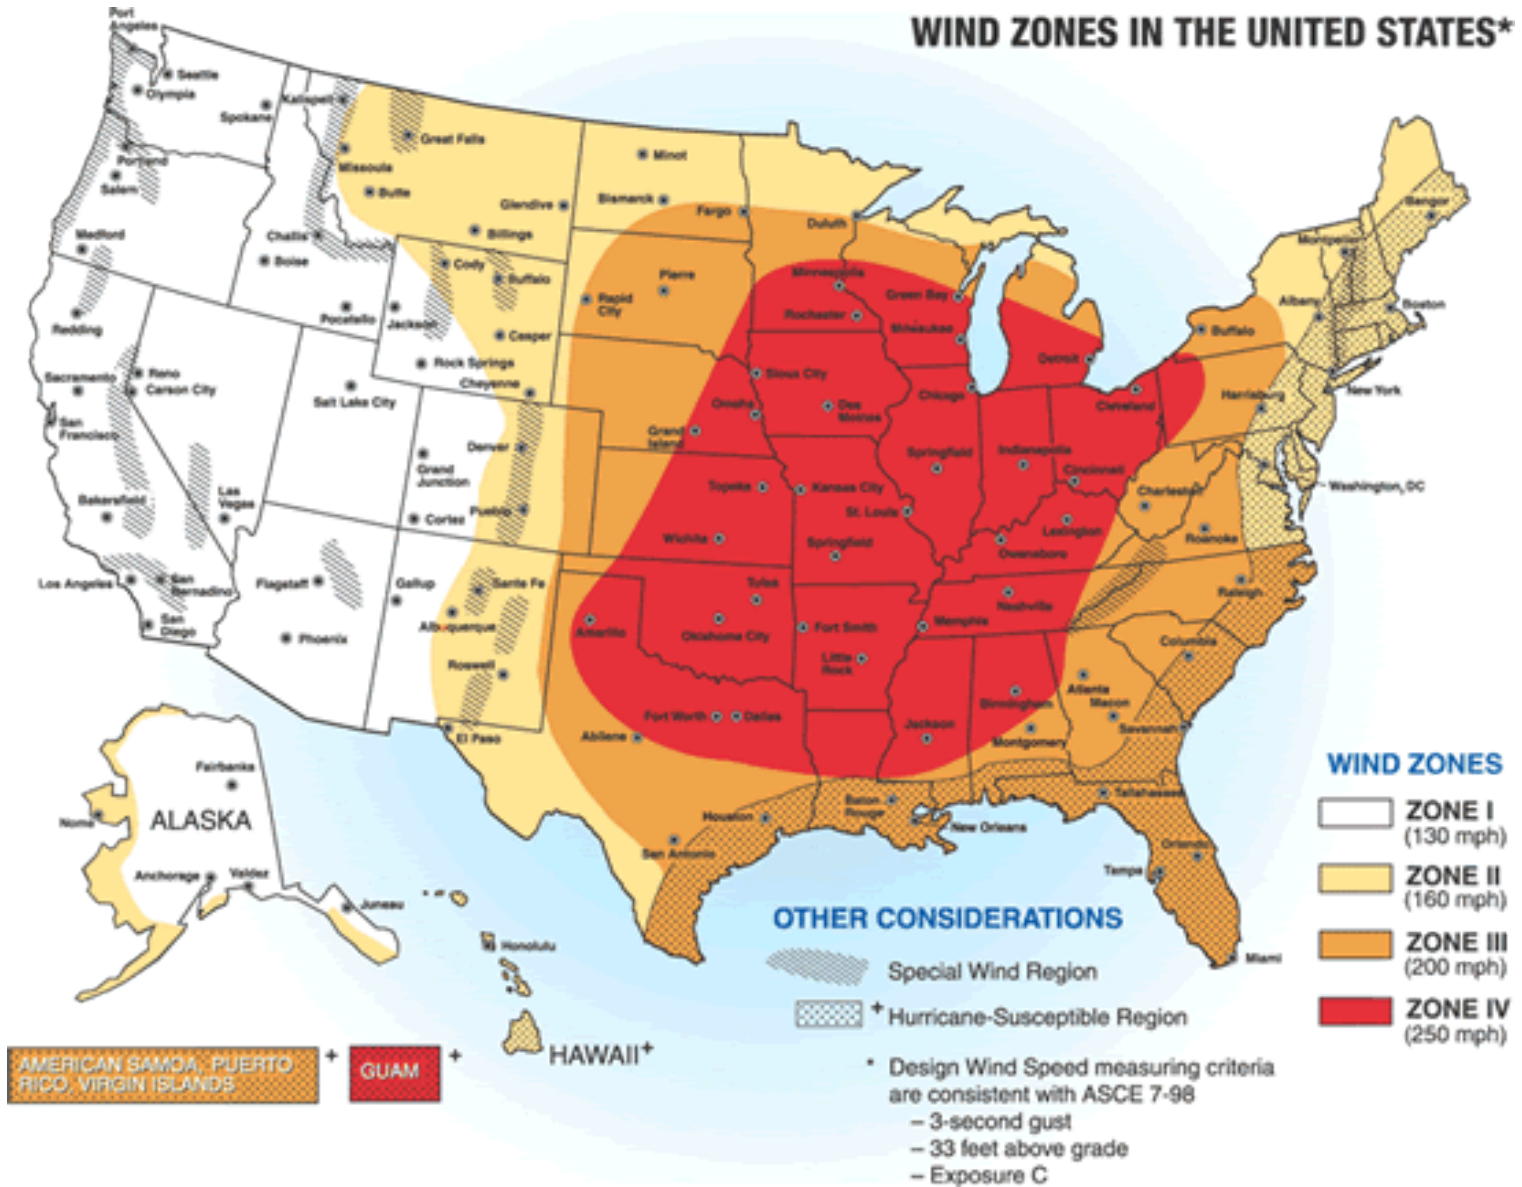 WIND ZONES IN THE UNITED STATES*
Port
Angeles
Seattle
Olympia
Spokane
Kalispell
Great Falls
Minot
Portland
Missoula
Salem
Butte
Glendive
Bismarck
Fargo
Duluth
Bangor
Medford
Challis
Billings
Montpelier
Boise
Cody
Buffalo
Pierre
Minneapolis
Rapid
City
Green Bay
Albany
Boston
Redding
Pocatello
Jackson
Casper
Rochester
Milwaukee
Buffalo
Rock Springs
Detroit
Sacramento
Reno
Carson City
Salt Lake City
Cheyenne
Sioux City
Chicago
Cleveland
Harrisburg
New York
San
Francisco
Omaha
Des
Moines
Grand
Island
Denver
Grand
Junction
Springfield
Indianapolis
Cincinnati
Bakersfield
Las
Vegas
Topeka
Kansas City
Charleston
Washington, DC
Cortez
Pueblo
St. Louis
Lexington
Wichita
Springfield
Owensboro
Roanoke
Los Angeles
San
Bernadino
Flagstaff
Gallup
Sante Fe
Tulsa
Nashville
Raleigh
San
Diego
Phoenix
Albuquerque
Amarillo
Oklahoma City
Fort Smith
Memphis
Columbia
Roswell
Little
Rock
Atlanta
Birmingham
Macon
Fort Worth
Dallas
Jackson
Savannah
El Paso
Abilene
Montgomery
Fairbanks
Nome
ALASKA
Houston
Baton
Rouge
New Orleans
Tallahassee
San Antonio
Orlando
Anchorage
Valdez
Tampa
Juneau
Honolulu
Miami
HAWAII+
WIND ZONES
ZONE I
(130 mph)
ZONE II
(160 mph)
ZONE III
(200 mph)
ZONE IV
(250 mph)
OTHER CONSIDERATIONS
Special Wind Region
+ Hurricane-Susceptible Region
AMERICAN SAMOA, PUERTO
RICO, VIRGIN ISLANDS
+
GUAM
+
* Design Wind Speed measuring criteria
are consistent with ASCE 7-98
– 3-second gust
– 33 feet above grade
– Exposure C